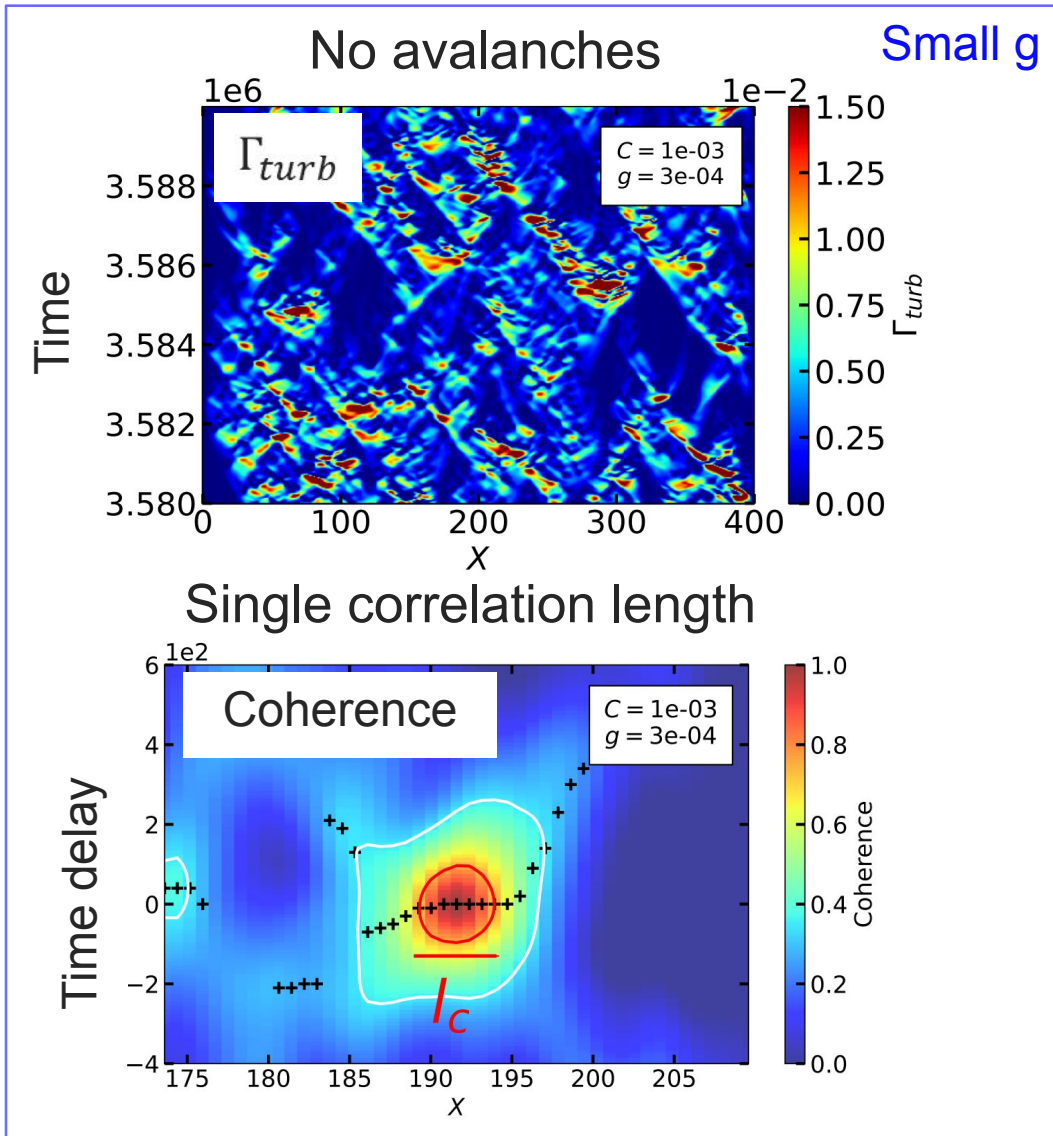 No avalanches
Small g
1e6
1e−2
Γturb
C = 1e-03
g = 3e-04
3.588
3.586
3.584
3.582
3.580
Time
0 100 200 300 400
X
1.50
1.25
1.00
0.75
0.50
0.25
0.00
Γturb
Single correlation length
1e2
Coherence
C = 1e-03
g = 3e-04
6
4
2
0
−2
−4
Time delay
lC
175 180 185 190 195 200 205
X
1.0
0.8
0.6
0.4
0.2
0.0
Coherence